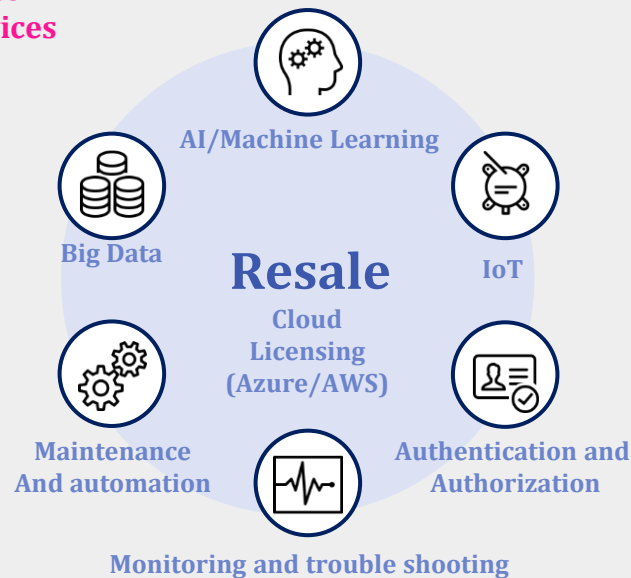 AI/Machine Learning
Big Data
IoT
Resale
Cloud
Licensing
(Azure/AWS)
Maintenance
And automation
Authentication and
Authorization
Monitoring and trouble shooting